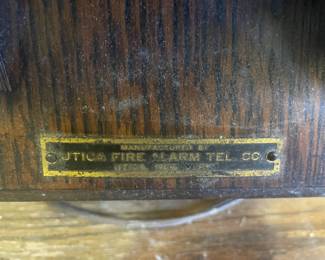 MANUFACTURED BY
UTICA FIRE ALARM TEL. CO.